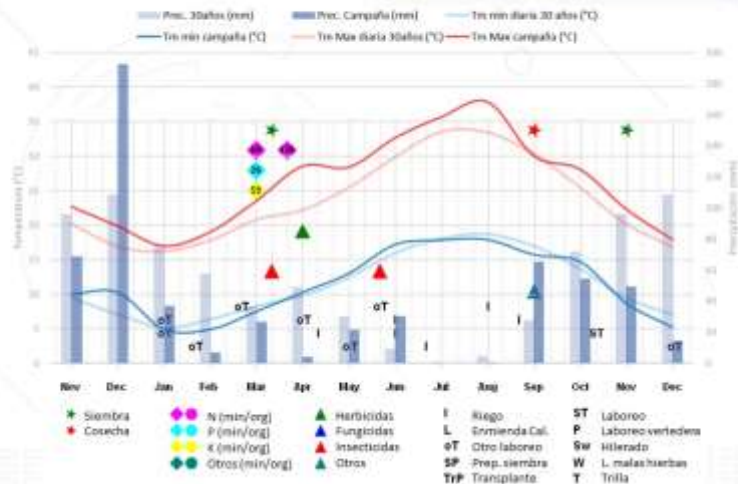 Prec. 30años (mm) Prec. Campaña (mm) Tm min diaria 30 años (°C)
Tm min campaña (°C) Tm Max diaria 30años (°C) Tm Max campaña (°C)
Temperatura (°C)
oT
oT
oT
oT
I
oT
oT
I
I
I
I
ST
oT
Nov Dec Jan Feb Mar Apr May Jun Jul Aug Sep Oct Nov Dec
Siembra
Cosecha
N (min/org)
P (min/org)
K (min/org)
Otros (min/org)
Herbicidas
Fungicidas
Insecticidas
Otros
I Riego
L Enmienda Cal.
oT Otro laboreo
SP Prep. siembra
TrP Transplante
ST Laboreo
P Laboreo vertedera
Sw Hilerado
W L. malas hierbas
T Trilla